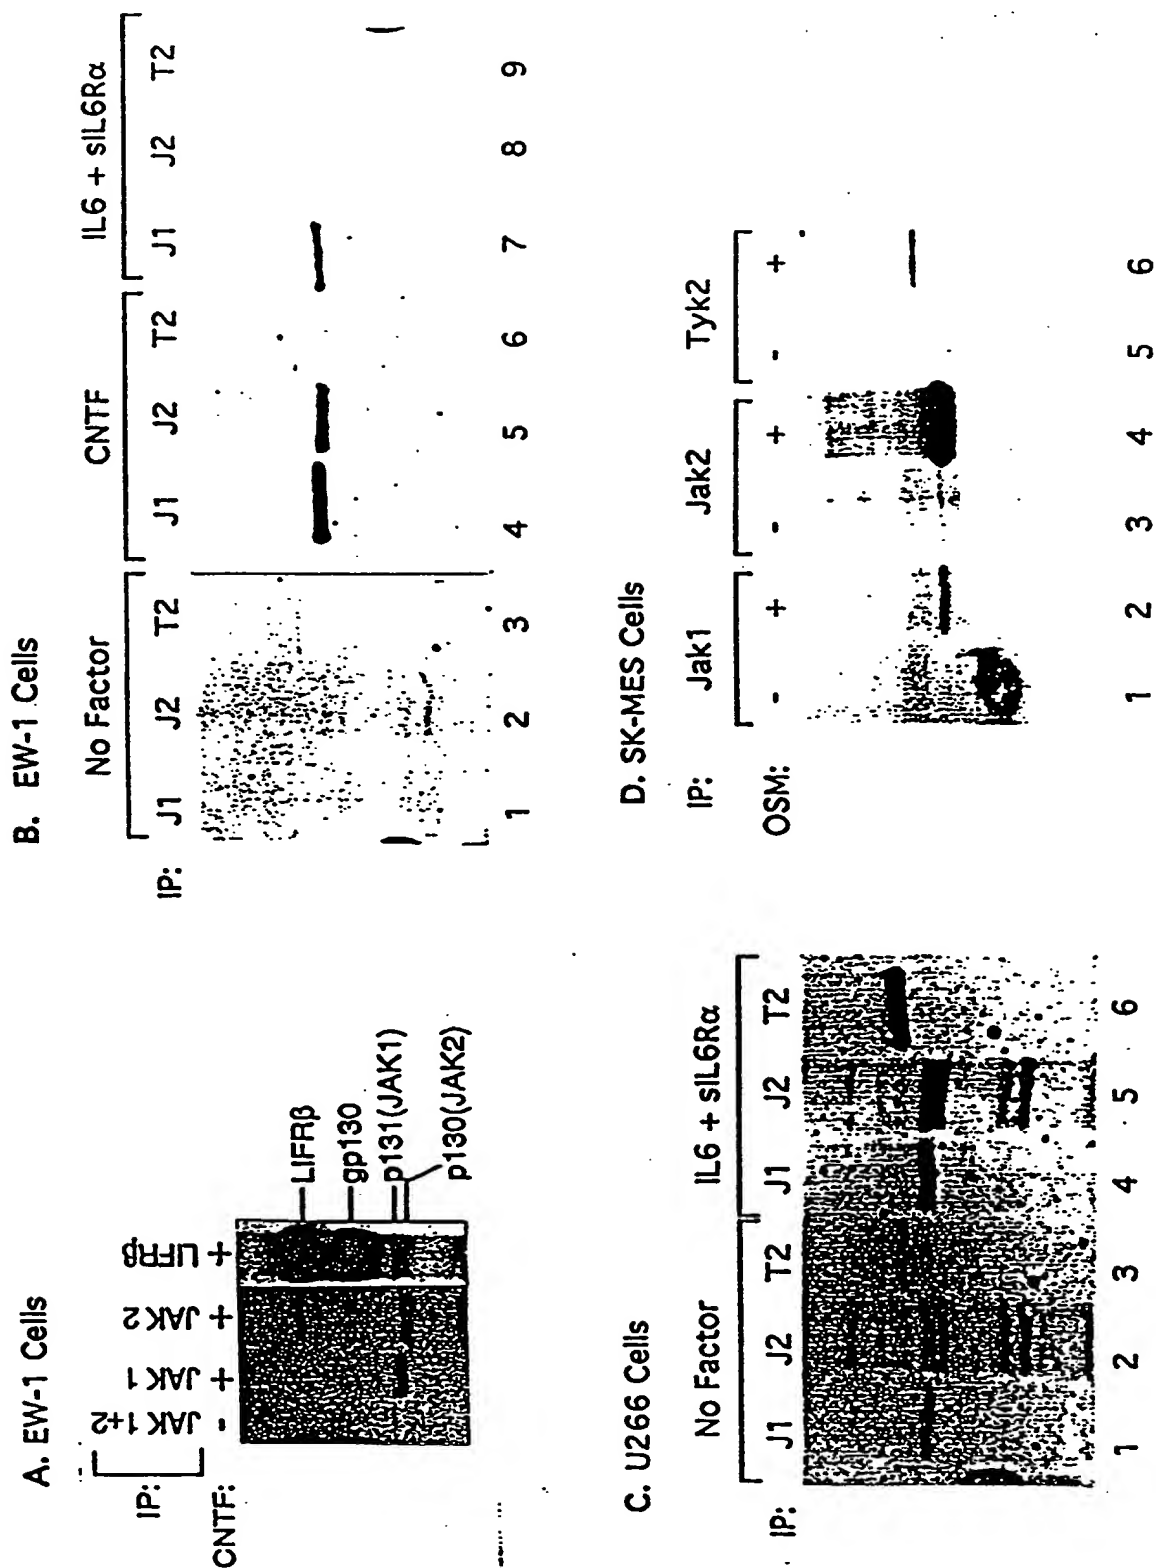 A. EW-1 Cells
IP: JAK 1+2 JAK 1 JAK 2 LIFRβ
CNTF: - + + +
LIFRβ
gp130
p131(JAK1)
p130(JAK2)
B. EW-1 Cells
No Factor CNTF IL6 + sIL6Rα
IP: J1 J2 T2 J1 J2 T2 J1 J2 T2
1 2 3 4 5 6 7 8 9
C. U266 Cells
No Factor IL6 + sIL6Rα
IP: J1 J2 T2 J1 J2 T2
1 2 3 4 5 6
D. SK-MES Cells
IP: Jak1 Jak2 Tyk2
OSM: - + - + - +
1 2 3 4 5 6